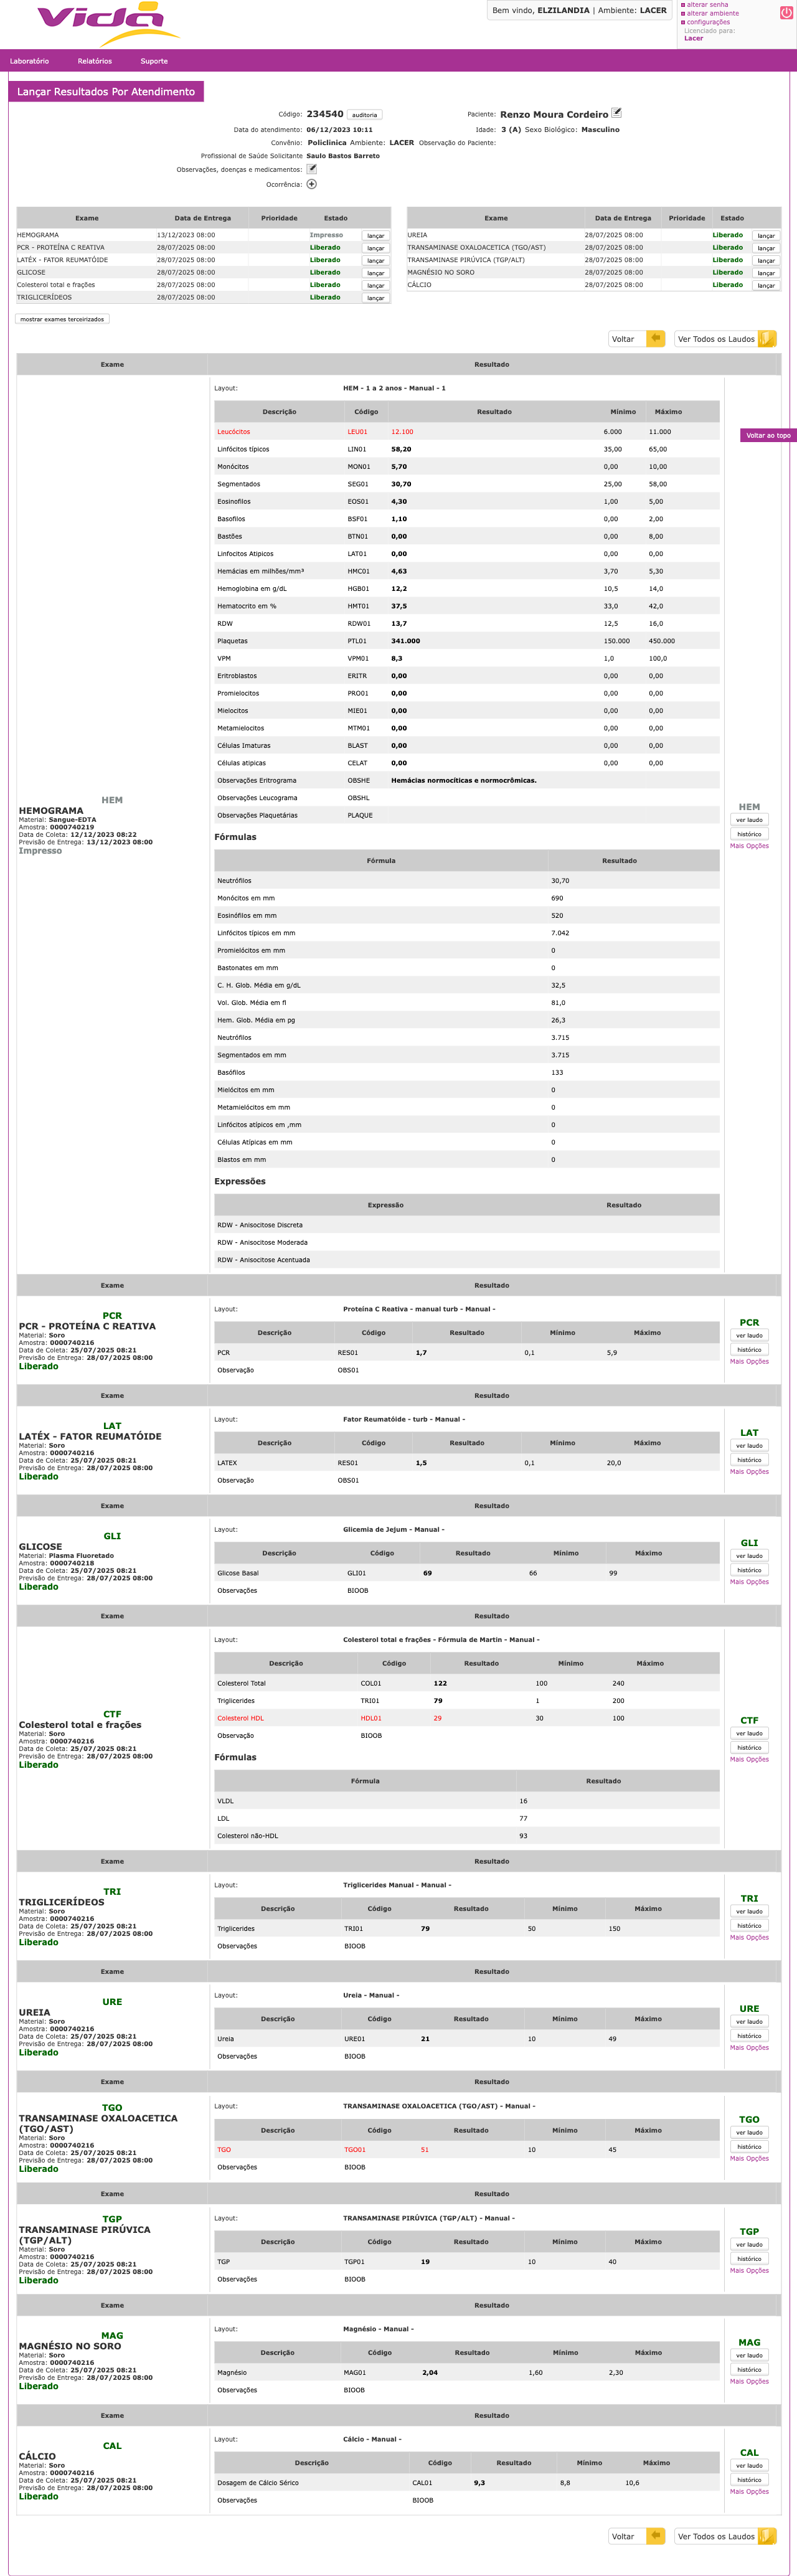 Vida
Bem vindo, ELZILANDIA | Ambiente: LACER
alterar senha
alterar ambiente
configurações
Licenciado para:
Lacer
Laboratório Relatórios Suporte
Lançar Resultados Por Atendimento
Código: 234540 auditoria Paciente: Renzo Moura Cordeiro
Data do atendimento: 06/12/2023 10:11 Idade: 3 (A) Sexo Biológico: Masculino
Convênio: Policlinica Ambiente: LACER Observação do Paciente:
Profissional de Saúde Solicitante Saulo Bastos Barreto
Observações, doenças e medicamentos:
Ocorrência:
Exame Data de Entrega Prioridade Estado
HEMOGRAMA 13/12/2023 08:00 Impresso lançar
PCR - PROTEÍNA C REATIVA 28/07/2025 08:00 Liberado lançar
LATÉX - FATOR REUMATÓIDE 28/07/2025 08:00 Liberado lançar
GLICOSE 28/07/2025 08:00 Liberado lançar
Colesterol total e frações 28/07/2025 08:00 Liberado lançar
TRIGLICERÍDEOS 28/07/2025 08:00 Liberado lançar
Exame Data de Entrega Prioridade Estado
UREIA 28/07/2025 08:00 Liberado lançar
TRANSAMINASE OXALOACETICA (TGO/AST) 28/07/2025 08:00 Liberado lançar
TRANSAMINASE PIRÚVICA (TGP/ALT) 28/07/2025 08:00 Liberado lançar
MAGNÉSIO NO SORO 28/07/2025 08:00 Liberado lançar
CÁLCIO 28/07/2025 08:00 Liberado lançar
mostrar exames terceirizados
Voltar Ver Todos os Laudos
Exame Resultado
Voltar ao topo
HEM
HEMOGRAMA
Material: Sangue-EDTA
Amostra: 0000740219
Data de Coleta: 12/12/2023 08:22
Previsão de Entrega: 13/12/2023 08:00
Impresso
Layout: HEM - 1 a 2 anos - Manual - 1
Descrição Código Resultado Mínimo Máximo
Leucócitos LEU01 12.100 6.000 11.000
Linfócitos típicos LIN01 58,20 35,00 65,00
Monócitos MON01 5,70 0,00 10,00
Segmentados SEG01 30,70 25,00 58,00
Eosinofilos EOS01 4,30 1,00 5,00
Basofilos BSF01 1,10 0,00 2,00
Bastões BTN01 0,00 0,00 8,00
Linfocitos Atipicos LAT01 0,00 0,00 0,00
Hemácias em milhões/mm³ HMC01 4,63 3,70 5,30
Hemoglobina em g/dL HGB01 12,2 10,5 14,0
Hematocrito em % HMT01 37,5 33,0 42,0
RDW RDW01 13,7 12,5 16,0
Plaquetas PTL01 341.000 150.000 450.000
VPM VPM01 8,3 1,0 100,0
Eritroblastos ERITR 0,00 0,00 0,00
Promielocitos PRO01 0,00 0,00 0,00
Mielocitos MIE01 0,00 0,00 0,00
Metamielocitos MTM01 0,00 0,00 0,00
Células Imaturas BLAST 0,00 0,00 0,00
Células atipicas CELAT 0,00 0,00 0,00
Observações Eritrograma OBSHE Hemácias normocíticas e normocrômicas.
Observações Leucograma OBSHL
Observações Plaquetárias PLAQUE
Fórmulas
Fórmula Resultado
Neutrófilos 30,70
Monócitos em mm 690
Eosinófilos em mm 520
Linfócitos típicos em mm 7.042
Promielócitos em mm 0
Bastonates em mm 0
C. H. Glob. Média em g/dL 32,5
Vol. Glob. Média em fl 81,0
Hem. Glob. Média em pg 26,3
Neutrófilos 3.715
Segmentados em mm 3.715
Basófilos 133
Mielócitos em mm 0
Metamielócitos em mm 0
Linfócitos atípicos em ,mm 0
Células Atípicas em mm 0
Blastos em mm 0
Expressões
Expressão Resultado
RDW - Anisocitose Discreta
RDW - Anisocitose Moderada
RDW - Anisocitose Acentuada
HEM
ver laudo
histórico
Mais Opções
Exame Resultado
PCR
PCR - PROTEÍNA C REATIVA
Material: Soro
Amostra: 0000740216
Data de Coleta: 25/07/2025 08:21
Previsão de Entrega: 28/07/2025 08:00
Liberado
Layout: Proteína C Reativa - manual turb - Manual -
Descrição Código Resultado Mínimo Máximo
PCR RES01 1,7 0,1 5,9
Observação OBS01
PCR
ver laudo
histórico
Mais Opções
Exame Resultado
LAT
LATÉX - FATOR REUMATÓIDE
Material: Soro
Amostra: 0000740216
Data de Coleta: 25/07/2025 08:21
Previsão de Entrega: 28/07/2025 08:00
Liberado
Layout: Fator Reumatóide - turb - Manual -
Descrição Código Resultado Mínimo Máximo
LATEX RES01 1,5 0,1 20,0
Observação OBS01
LAT
ver laudo
histórico
Mais Opções
Exame Resultado
GLI
GLICOSE
Material: Plasma Fluoretado
Amostra: 0000740218
Data de Coleta: 25/07/2025 08:21
Previsão de Entrega: 28/07/2025 08:00
Liberado
Layout: Glicemia de Jejum - Manual -
Descrição Código Resultado Mínimo Máximo
Glicose Basal GLI01 69 66 99
Observações BIOOB
GLI
ver laudo
histórico
Mais Opções
Exame Resultado
CTF
Colesterol total e frações
Material: Soro
Amostra: 0000740216
Data de Coleta: 25/07/2025 08:21
Previsão de Entrega: 28/07/2025 08:00
Liberado
Layout: Colesterol total e frações - Fórmula de Martin - Manual -
Descrição Código Resultado Mínimo Máximo
Colesterol Total COL01 122 100 240
Triglicerides TRI01 79 1 200
Colesterol HDL HDL01 29 30 100
Observação BIOOB
Fórmulas
Fórmula Resultado
VLDL 16
LDL 77
Colesterol não-HDL 93
CTF
ver laudo
histórico
Mais Opções
Exame Resultado
TRI
TRIGLICERÍDEOS
Material: Soro
Amostra: 0000740216
Data de Coleta: 25/07/2025 08:21
Previsão de Entrega: 28/07/2025 08:00
Liberado
Layout: Triglicerides Manual - Manual -
Descrição Código Resultado Mínimo Máximo
Triglicerides TRI01 79 50 150
Observações BIOOB
TRI
ver laudo
histórico
Mais Opções
Exame Resultado
URE
UREIA
Material: Soro
Amostra: 0000740216
Data de Coleta: 25/07/2025 08:21
Previsão de Entrega: 28/07/2025 08:00
Liberado
Layout: Ureia - Manual -
Descrição Código Resultado Mínimo Máximo
Ureia URE01 21 10 49
Observações BIOOB
URE
ver laudo
histórico
Mais Opções
Exame Resultado
TGO
TRANSAMINASE OXALOACETICA
(TGO/AST)
Material: Soro
Amostra: 0000740216
Data de Coleta: 25/07/2025 08:21
Previsão de Entrega: 28/07/2025 08:00
Liberado
Layout: TRANSAMINASE OXALOACETICA (TGO/AST) - Manual -
Descrição Código Resultado Mínimo Máximo
TGO TGO01 51 10 45
Observações BIOOB
TGO
ver laudo
histórico
Mais Opções
Exame Resultado
TGP
TRANSAMINASE PIRÚVICA
(TGP/ALT)
Material: Soro
Amostra: 0000740216
Data de Coleta: 25/07/2025 08:21
Previsão de Entrega: 28/07/2025 08:00
Liberado
Layout: TRANSAMINASE PIRÚVICA (TGP/ALT) - Manual -
Descrição Código Resultado Mínimo Máximo
TGP TGP01 19 10 40
Observações BIOOB
TGP
ver laudo
histórico
Mais Opções
Exame Resultado
MAG
MAGNÉSIO NO SORO
Material: Soro
Amostra: 0000740216
Data de Coleta: 25/07/2025 08:21
Previsão de Entrega: 28/07/2025 08:00
Liberado
Layout: Magnésio - Manual -
Descrição Código Resultado Mínimo Máximo
Magnésio MAG01 2,04 1,60 2,30
Observações BIOOB
MAG
ver laudo
histórico
Mais Opções
Exame Resultado
CAL
CÁLCIO
Material: Soro
Amostra: 0000740216
Data de Coleta: 25/07/2025 08:21
Previsão de Entrega: 28/07/2025 08:00
Liberado
Layout: Cálcio - Manual -
Descrição Código Resultado Mínimo Máximo
Dosagem de Cálcio Sérico CAL01 9,3 8,8 10,6
Observações BIOOB
CAL
ver laudo
histórico
Mais Opções
Voltar Ver Todos os Laudos